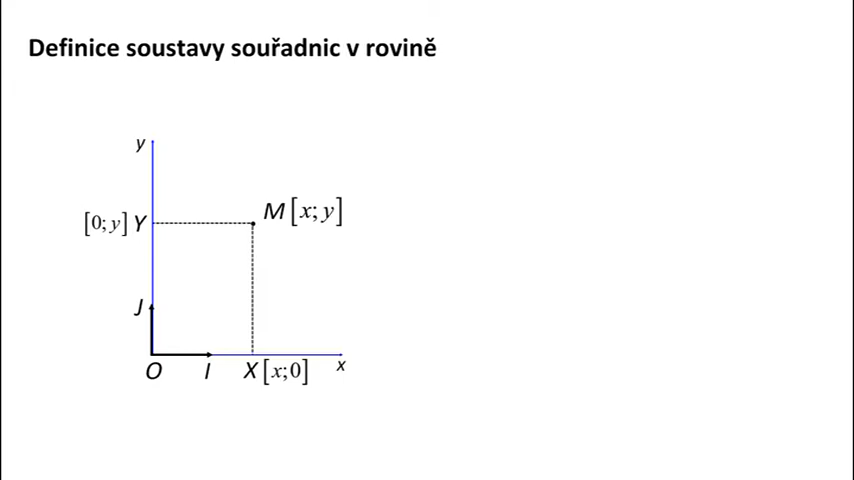 Definice soustavy souřadnic v rovině
y
[0; y] Y
M [x; y]
J
O I X [x;0] x